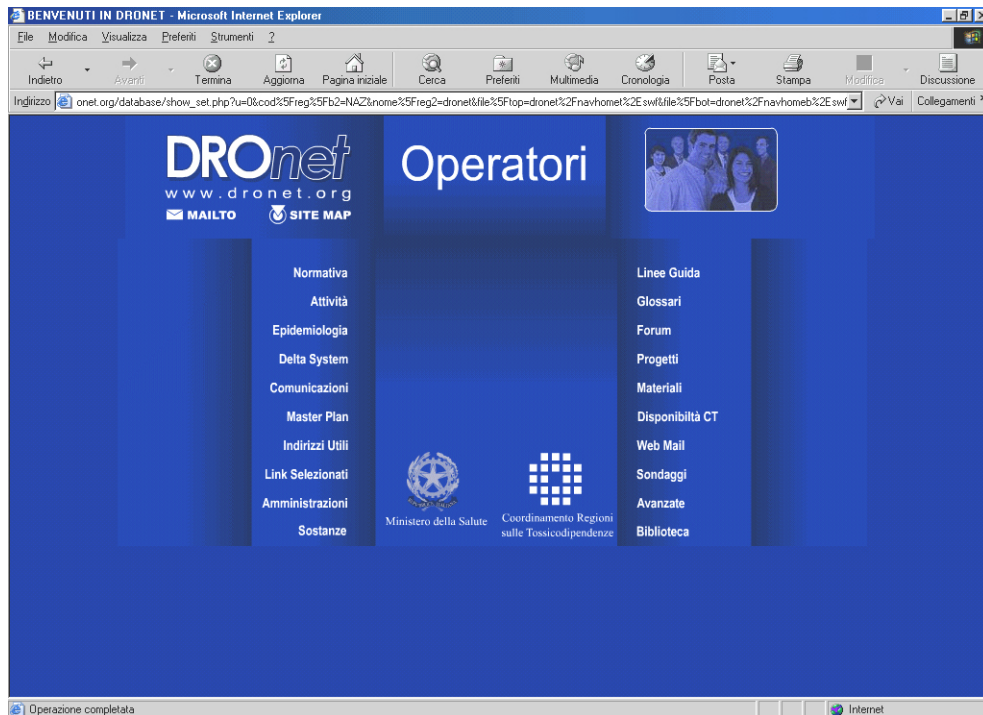 BENVENUTI IN DRONET - Microsoft Internet Explorer
File Modifica Visualizza Preferiti Strumenti ?
Indietro Avanti Termina Aggiorna Pagina iniziale Cerca Preferiti Multimedia Cronologia Posta Stampa Modifica Discussione
Indirizzo onet.org/database/show_set.php?u=0&cod%5Freg%5Fb2=NAZ&nome%5Freg2=dronet&file%5Ftop=dronet%2Fnavhomet%2Eswf&file%5Fbot=dronet%2Fnavhomeb%2Eswf Vai Collegamenti
DROnet
www.dronet.org
MAILTO SITE MAP
Operatori
Normativa
Attività
Epidemiologia
Delta System
Comunicazioni
Master Plan
Indirizzi Utili
Link Selezionati
Amministrazioni
Sostanze
Ministero della Salute
Coordinamento Regioni
sulle Tossicodipendenze
Linee Guida
Glossari
Forum
Progetti
Materiali
Disponibiltà CT
Web Mail
Sondaggi
Avanzate
Biblioteca
Operazione completata
Internet